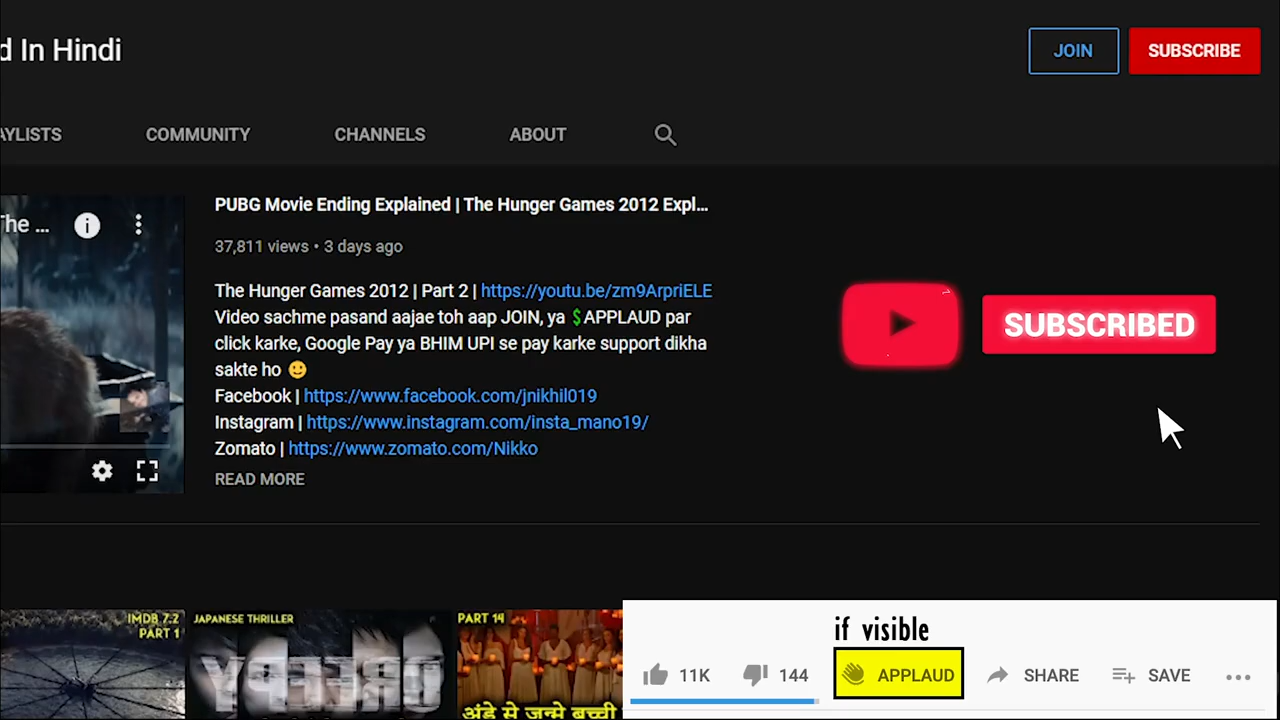 d In Hindi
JOIN
SUBSCRIBE
AYLISTS
COMMUNITY
CHANNELS
ABOUT
The ...
PUBG Movie Ending Explained | The Hunger Games 2012 Expl...
37,811 views • 3 days ago
The Hunger Games 2012 | Part 2 | https://youtu.be/zm9ArpriELE
Video sachme pasand aajae toh aap JOIN, ya 💲APPLAUD par
click karke, Google Pay ya BHIM UPI se pay karke support dikha
sakte ho 🙂
Facebook | https://www.facebook.com/jnikhil019
Instagram | https://www.instagram.com/insta_mano19/
Zomato | https://www.zomato.com/Nikko
READ MORE
SUBSCRIBED
IMDB 7.2
PART 1
JAPANESE THRILLER
CREEPY
PART 14
अंडे से जन्मे बच्ची
if visible
11K
144
APPLAUD
SHARE
SAVE